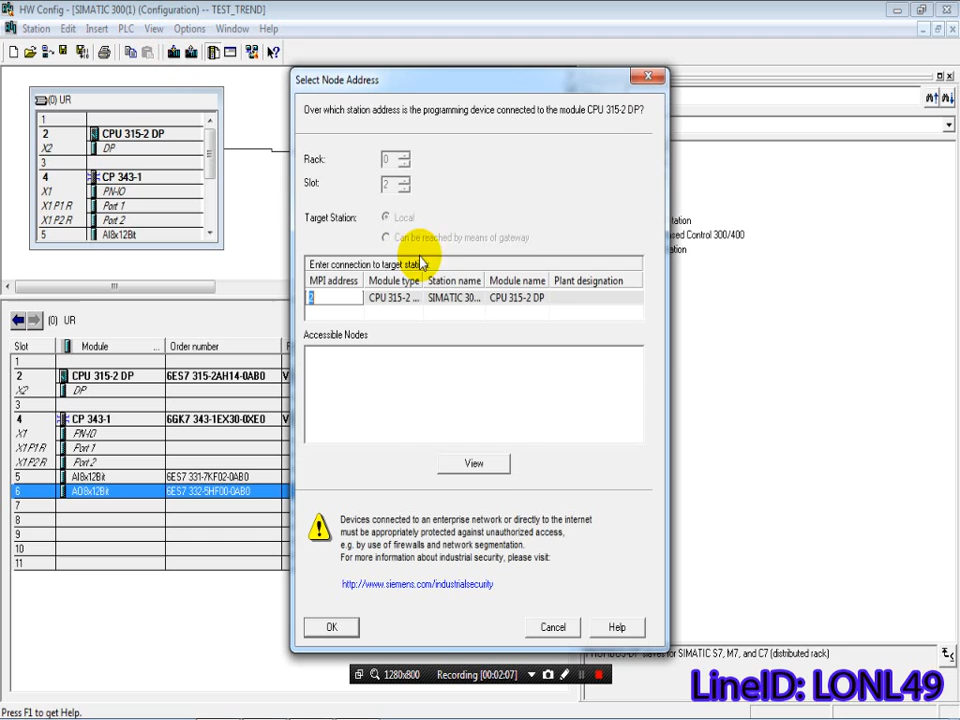 HW Config - [SIMATIC 300(1) (Configuration) -- TEST_TREND]
Station Edit Insert PLC View Options Window Help
(0) UR
1
2 CPU 315-2 DP
X2 DP
3
4 CP 343-1
X1 PN-IO
X1 P1 R Port 1
X1 P2 R Port 2
5 AI8x12Bit
(0) UR
Slot Module ... Order number
1
2 CPU 315-2 DP 6ES7 315-2AH14-0AB0 V
X2 DP
3
4 CP 343-1 6GK7 343-1EX30-0XE0 V
X1 PN-IO
X1 P1 R Port 1
X1 P2 R Port 2
5 AI8x12Bit 6ES7 331-7KF02-0AB0
6 AO8x12Bit 6ES7 332-5HF00-0AB0
7
8
9
10
11
Select Node Address
Over which station address is the programming device connected to the module CPU 315-2 DP?
Rack: 0
Slot: 2
Target Station: Local
Can be reached by means of gateway
Enter connection to target station:
MPI address Module type Station name Module name Plant designation
2 CPU 315-2 ... SIMATIC 30... CPU 315-2 DP
Accessible Nodes
View
Devices connected to an enterprise network or directly to the internet
must be appropriately protected against unauthorized access,
e.g. by use of firewalls and network segmentation.
For more information about industrial security, please visit:
http://www.siemens.com/industrialsecurity
OK Cancel Help
300/400
SIMATIC S7, M7, and C7 (distributed rack)
1280x800 Recording [00:02:07]
LineID: LONL49
Press F1 to get Help.